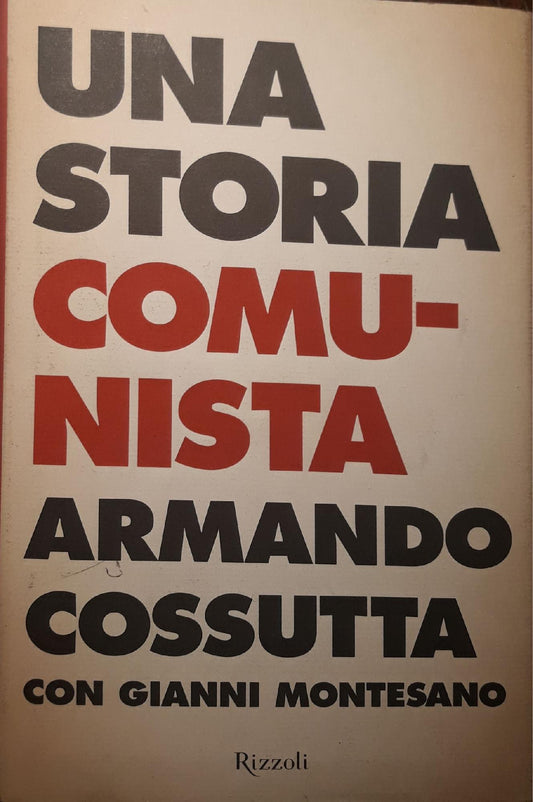 UNA
STORIA
COMU-
NISTA
ARMANDO
COSSUTTA
CON GIANNI MONTESANO
Rizzoli